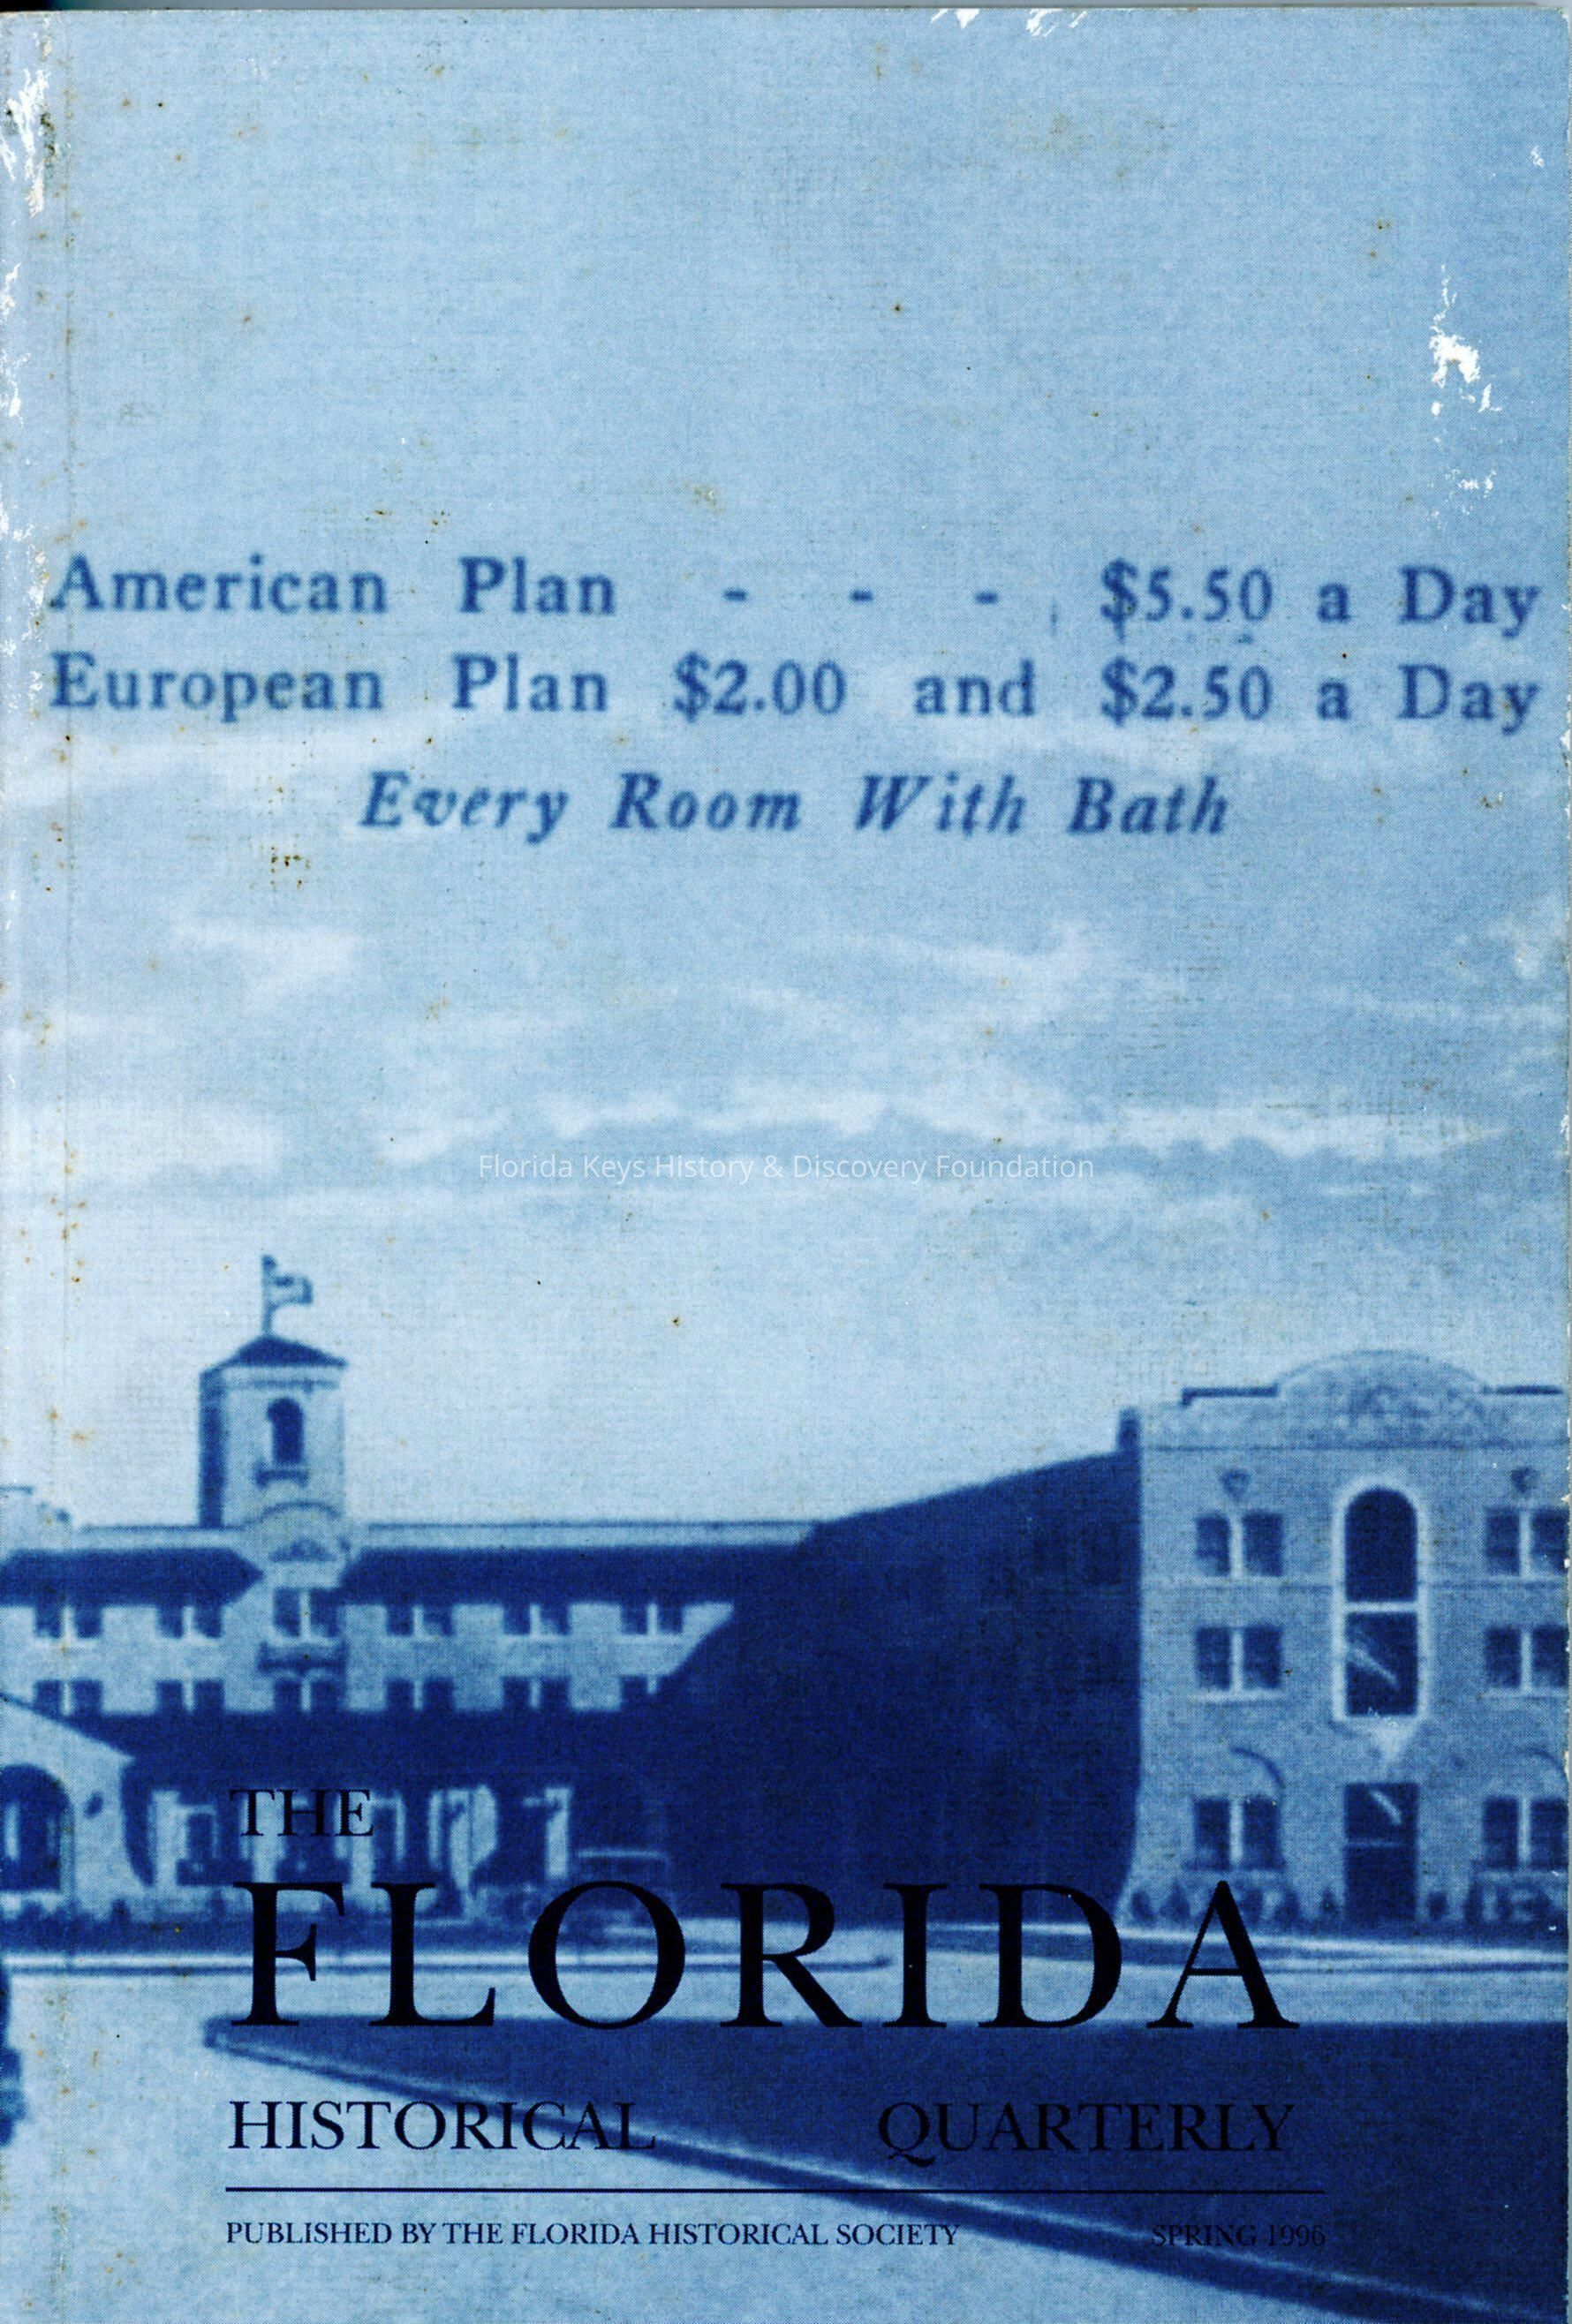 American Plan - - - $5.50 a Day
European Plan $2.00 and $2.50 a Day
Every Room With Bath
Florida Keys History & Discovery Foundation
THE
FLORIDA
HISTORICAL QUARTERLY
PUBLISHED BY THE FLORIDA HISTORICAL SOCIETY SPRING 1996